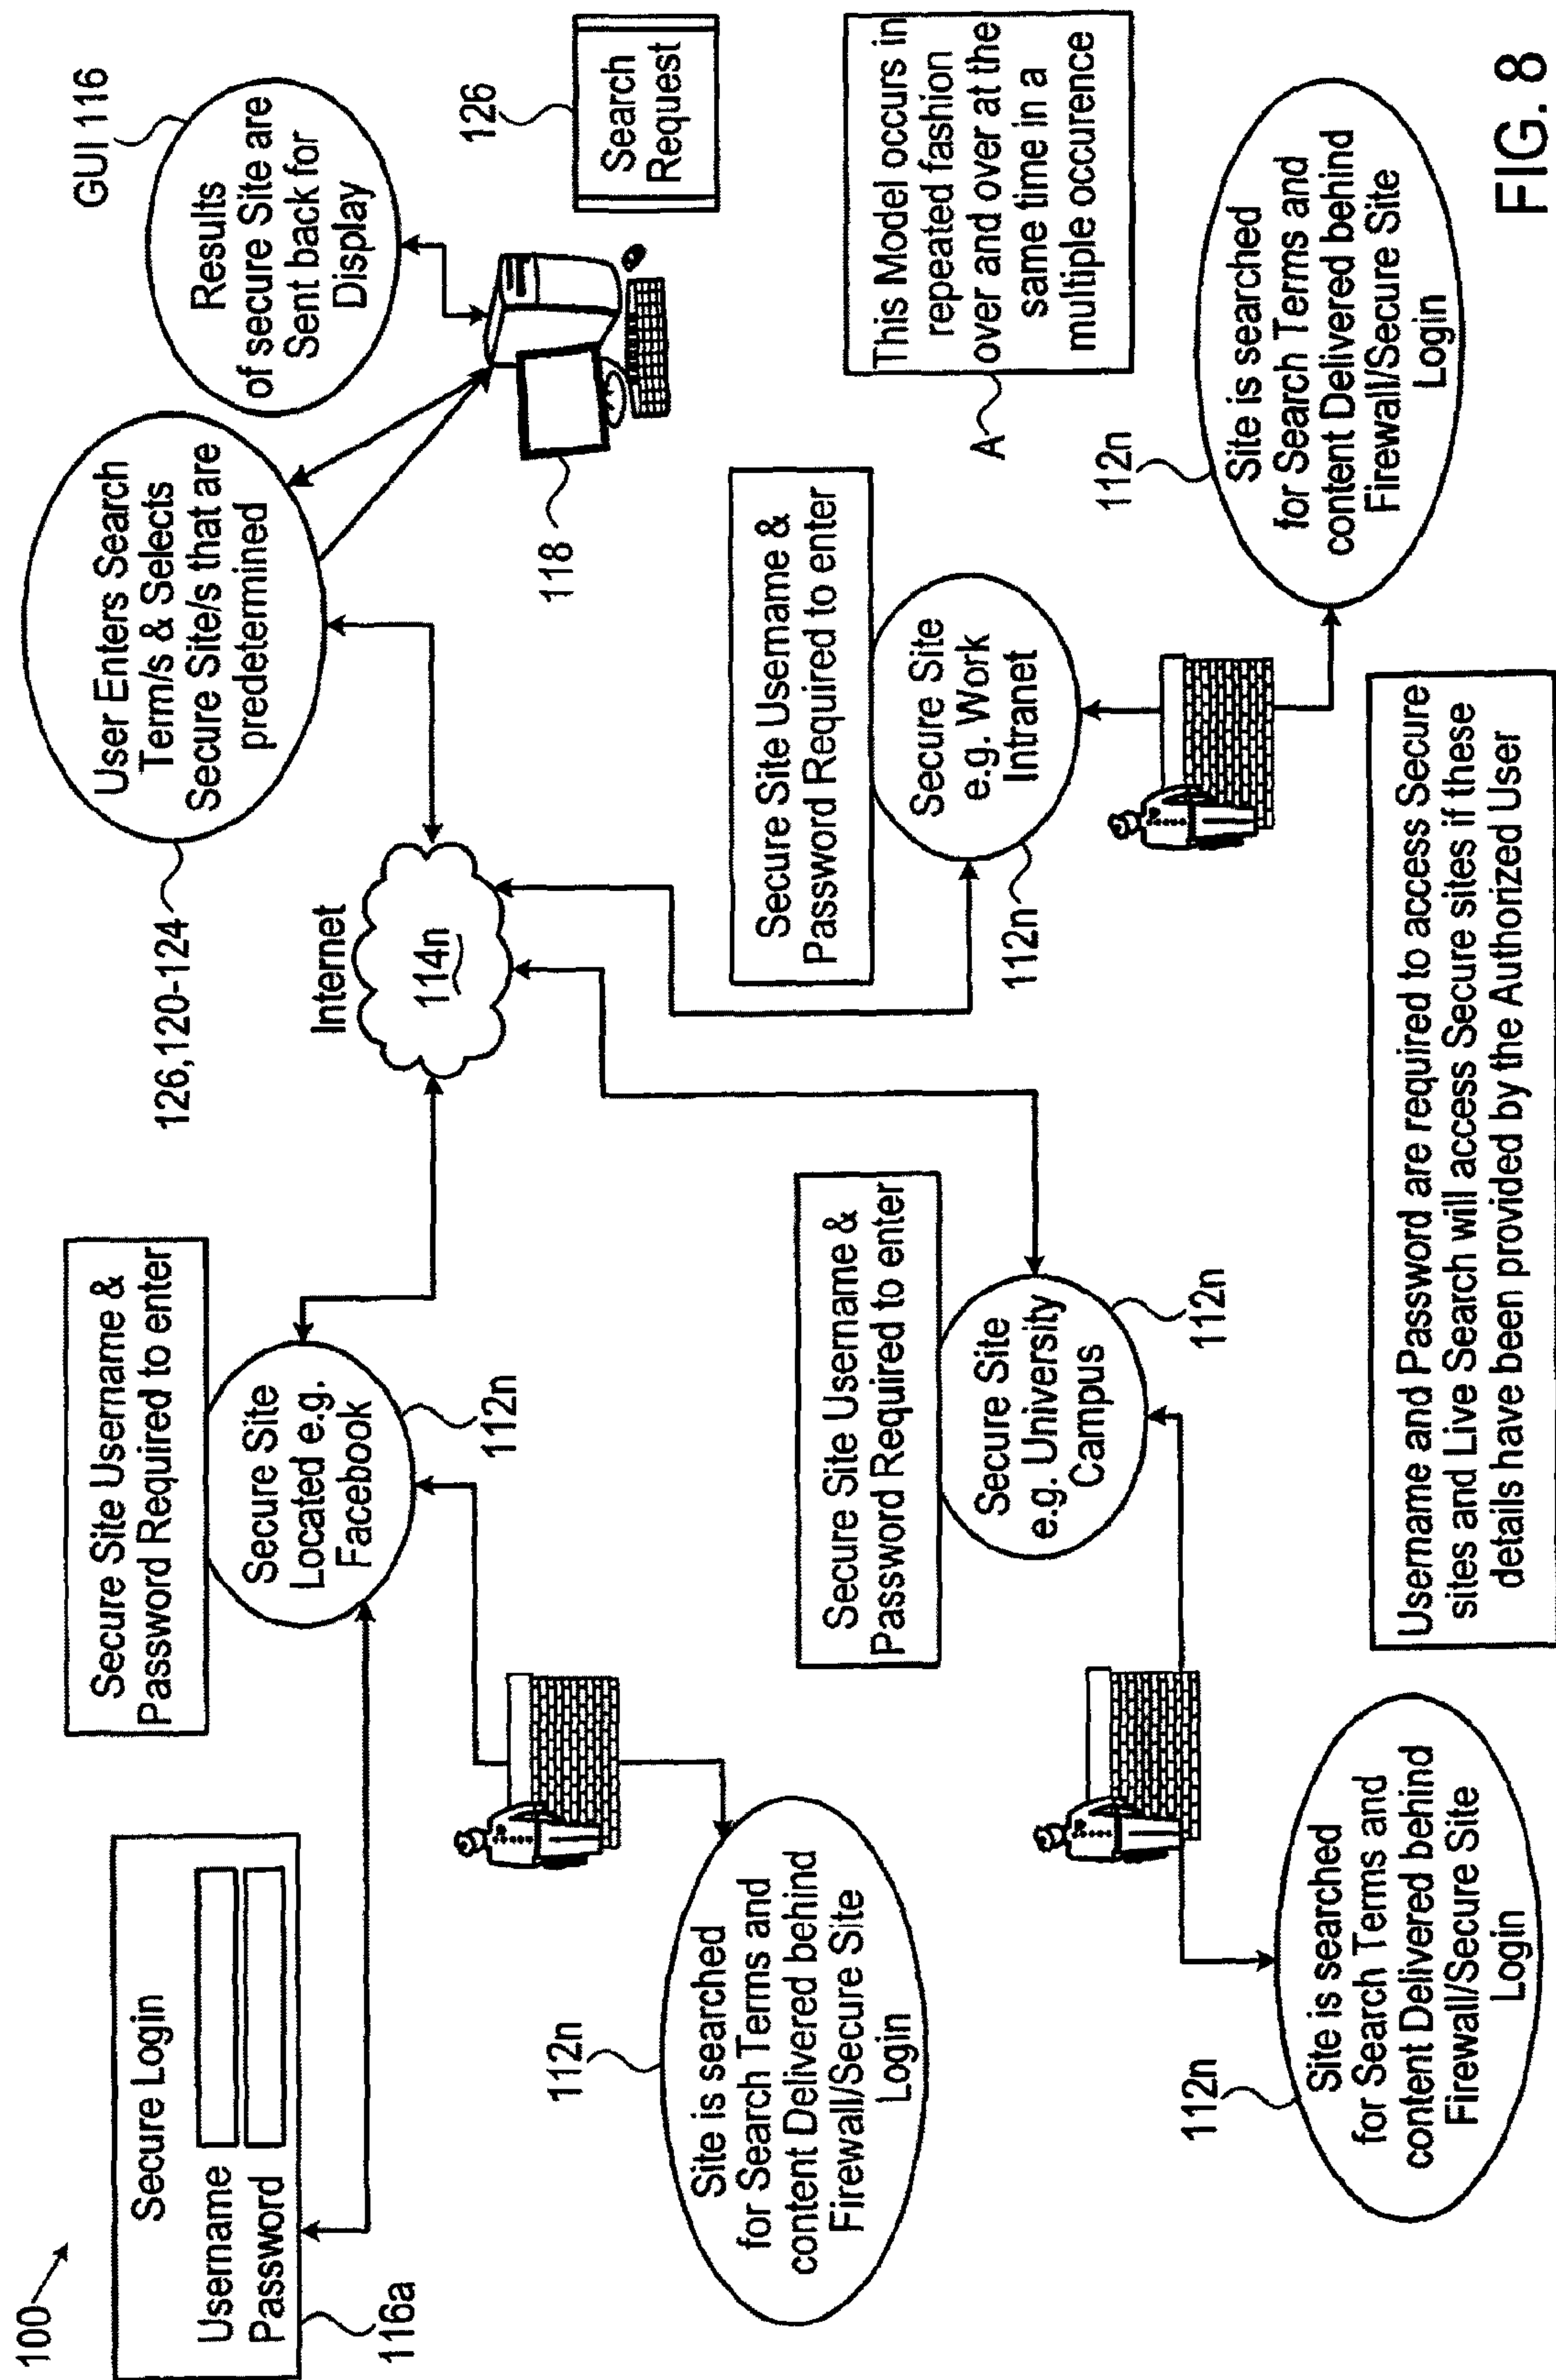 100
Secure Login
Username
Password
116a
Secure Site Username &
Password Required to enter
Secure Site
Located e.g.
Facebook
112n
Internet
114n
126,120-124
User Enters Search
Term/s & Selects
Secure Site/s that are
predetermined
GUI 116
Results
of secure Site are
Sent back for
Display
118
126
Search
Request
112n
Site is searched
for Search Terms and
content Delivered behind
Firewall/Secure Site
Login
Secure Site Username &
Password Required to enter
Secure Site
e.g. University
Campus
112n
Secure Site Username &
Password Required to enter
Secure Site
e.g. Work
Intranet
112n
This Model occurs in
repeated fashion
over and over at the
same time in a
multiple occurence
A
112n
Site is searched
for Search Terms and
content Delivered behind
Firewall/Secure Site
Login
112n
Site is searched
for Search Terms and
content Delivered behind
Firewall/Secure Site
Login
Username and Password are required to access Secure
sites and Live Search will access Secure sites if these
details have been provided by the Authorized User
FIG. 8